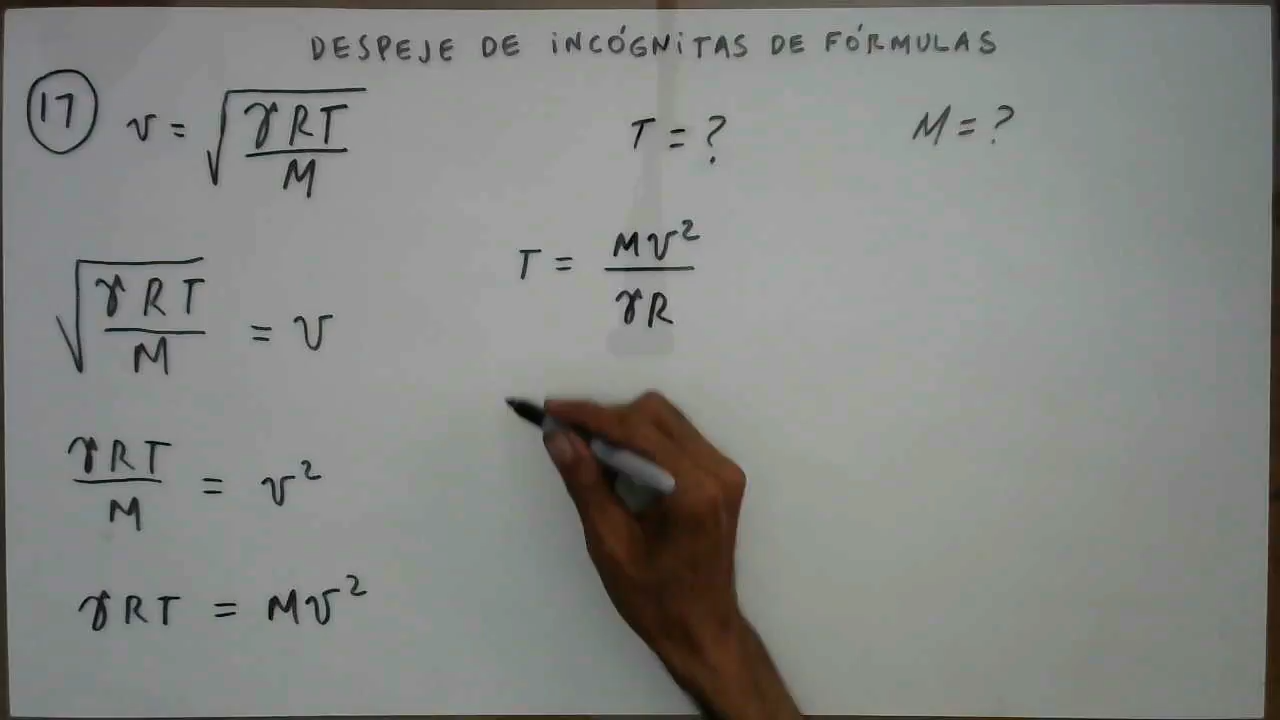 DESPEJE DE INCÓGNITAS DE FÓRMULAS
17 v = √(γRT/M)
T = ?
M = ?
√(γRT/M) = v
T = Mv²/γR
γRT/M = v²
γRT = Mv²